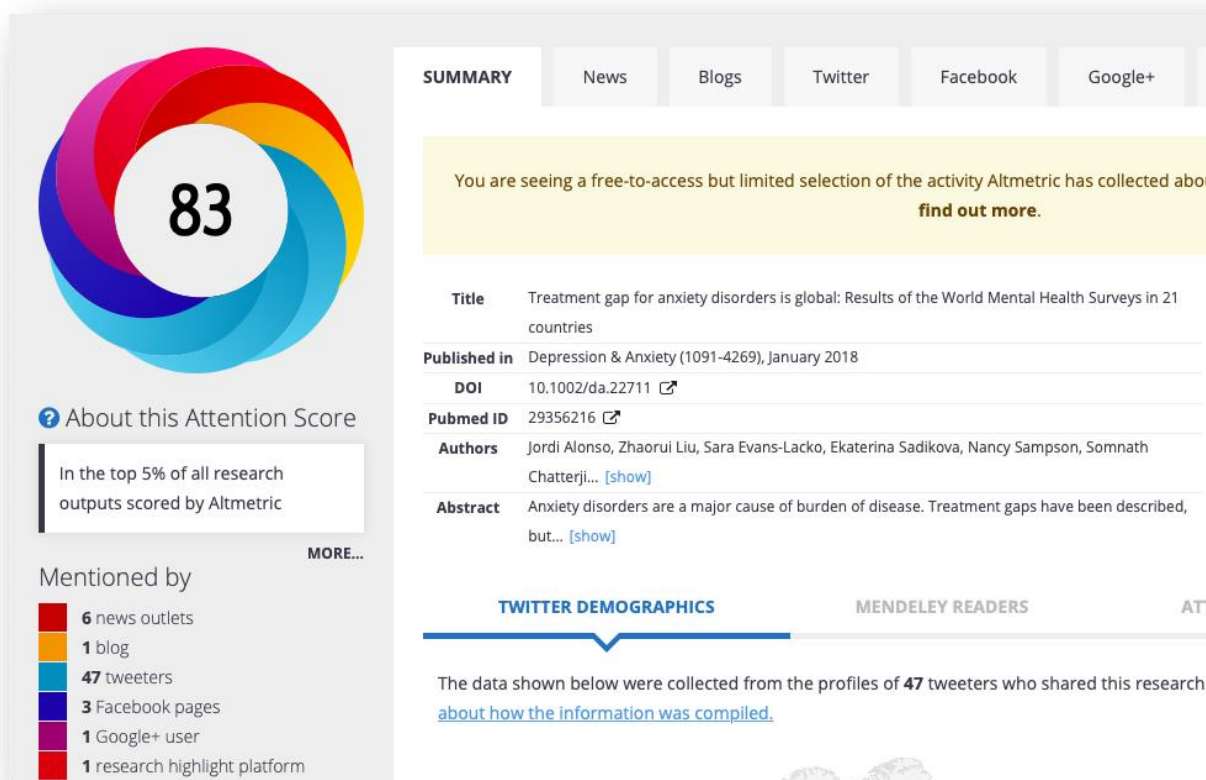 83
About this Attention Score
In the top 5% of all research
outputs scored by Altmetric
MORE...
Mentioned by
6 news outlets
1 blog
47 tweeters
3 Facebook pages
1 Google+ user
1 research highlight platform
SUMMARY News Blogs Twitter Facebook Google+
You are seeing a free-to-access but limited selection of the activity Altmetric has collected
find out more.
Title Treatment gap for anxiety disorders is global: Results of the World Mental Health Surveys in 21
countries
Published in Depression & Anxiety (1091-4269), January 2018
DOI 10.1002/da.22711
Pubmed ID 29356216
Authors Jordi Alonso, Zhaorui Liu, Sara Evans-Lacko, Ekaterina Sadikova, Nancy Sampson, Somnath
Chatterji... [show]
Abstract Anxiety disorders are a major cause of burden of disease. Treatment gaps have been described,
but... [show]
TWITTER DEMOGRAPHICS MENDELEY READERS
The data shown below were collected from the profiles of 47 tweeters who shared this research
about how the information was compiled.